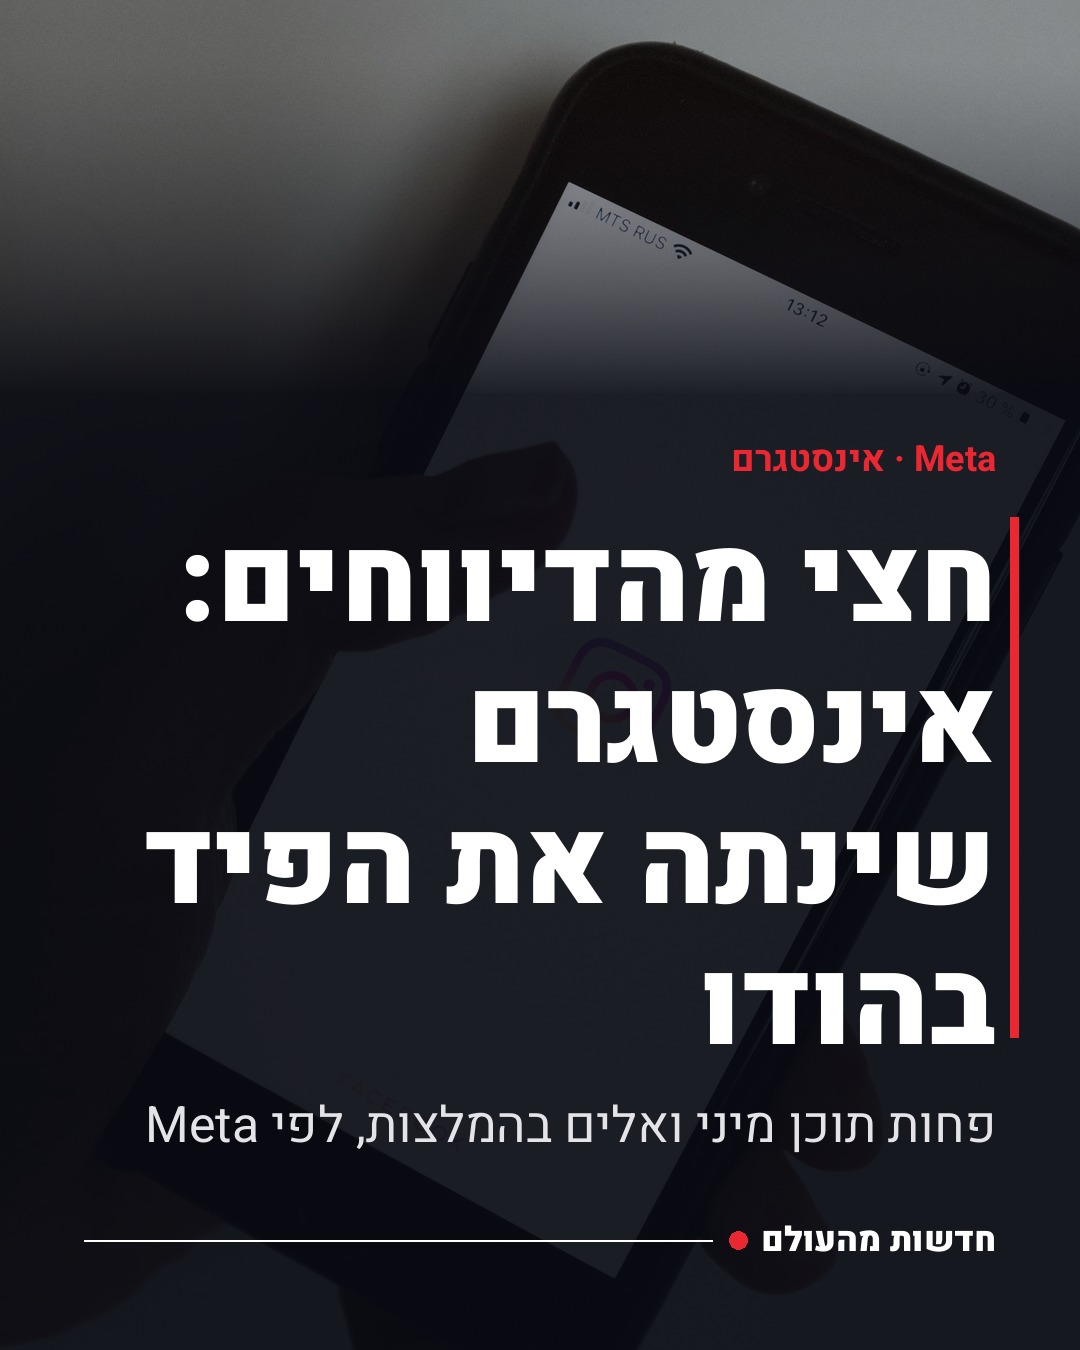 MTS RUS
13:12
30 %
Meta · אינסטגרם
חצי מהדיווחים:
אינסטגרם
שינתה את הפיד
בהודו
פחות תוכן מיני ואלים בהמלצות, לפי Meta
חדשות מהעולם